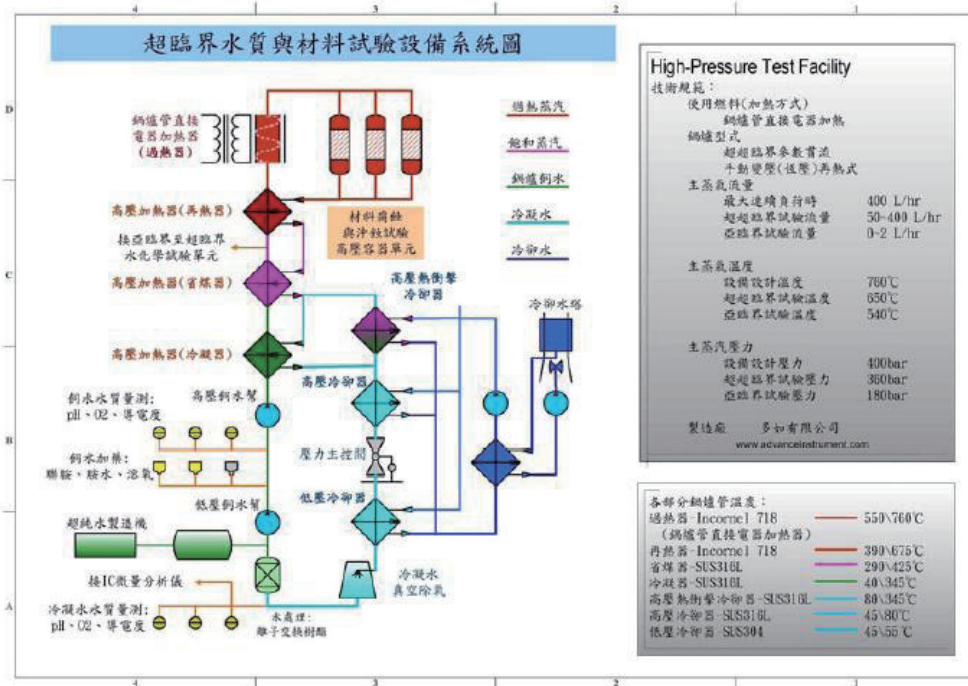 4
3
2
1
超臨界水質與材料試驗設備系統圖
D
C
B
A
鍋爐管直接
電器加熱器
(過熱器)
過熱蒸汽
飽和蒸汽
鍋爐飼水
冷凝水
冷卻水
高壓加熱器(再熱器)
材料腐蝕
與沖蝕試驗
高壓容器單元
接亞臨界至超臨界
水化學試驗單元
高壓加熱器(省煤器)
高壓熱衝擊
冷卻器
冷卻水塔
高壓加熱器(冷凝器)
高壓冷卻器
飼水水質量測:
pH、O2、導電度
高壓飼水幫
飼水加藥:
聯胺、胺水、溶氧
壓力主控閥
低壓飼水幫
低壓冷卻器
超純水製造機
接IC微量分析儀
冷凝水
真空除氧
冷凝水水質量測:
pH、O2、導電度
水處理:
離子交換樹酯
High-Pressure Test Facility
技術規範:
使用燃料(加熱方式)
鍋爐管直接電器加熱
鍋爐型式
超超臨界參數貫流
手動變壓(恆壓)再熱式
主蒸氣流量
最大連續負荷時 400 L/hr
超超臨界試驗流量 50-400 L/hr
亞臨界試驗流量 0-2 L/hr
主蒸氣溫度
設備設計溫度 760℃
超超臨界試驗溫度 650℃
亞臨界試驗溫度 540℃
主蒸汽壓力
設備設計壓力 400bar
超超臨界試驗壓力 360bar
亞臨界試驗壓力 180bar
製造廠 多如有限公司
www.advanceinstrument.com
各部分鍋爐管溫度:
過熱器-Incornel 718 550\760℃
(鍋爐管直接電器加熱器)
再熱器-Incornel 718 390\675℃
省煤器-SUS316L 290\425℃
冷凝器-SUS316L 40\345℃
高壓熱衝擊冷卻器-SUS316L 80\345℃
高壓冷卻器-SUS316L 45\80℃
低壓冷卻器-SUS304 45\55℃
4
3
2
1